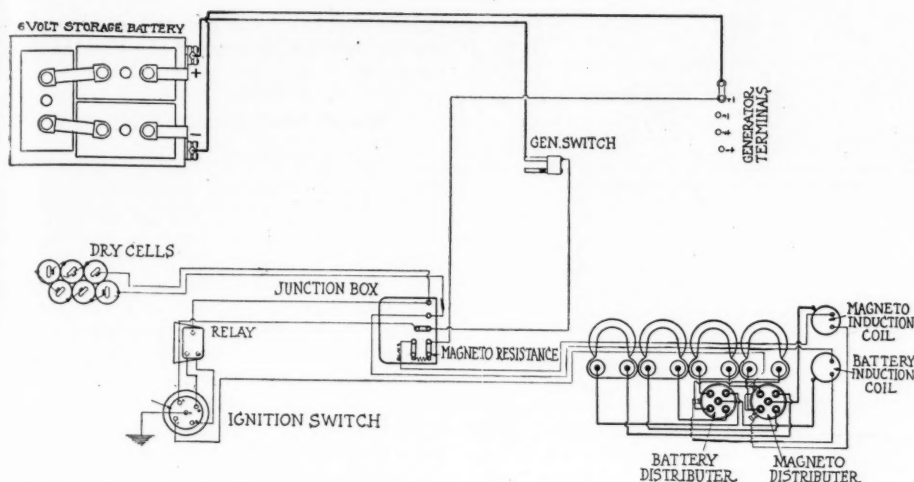 6 VOLT STORAGE BATTERY
+
−
GENERATOR
TERMINALS
GEN. SWITCH
DRY CELLS
JUNCTION BOX
RELAY
MAGNETO RESISTANCE
MAGNETO
INDUCTION
COIL
BATTERY
INDUCTION
COIL
IGNITION SWITCH
BATTERY
DISTRIBUTER
MAGNETO
DISTRIBUTER